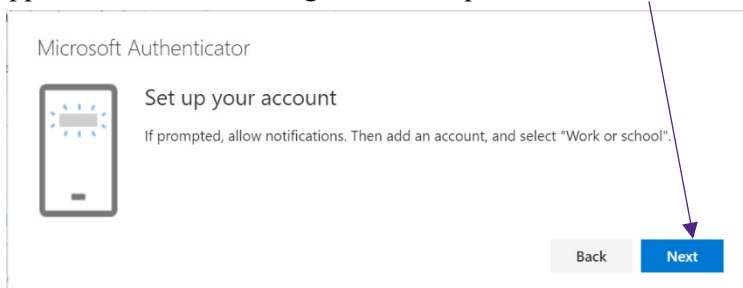 Microsoft Authenticator
Set up your account
If prompted, allow notifications. Then add an account, and select "Work or school".
Back Next